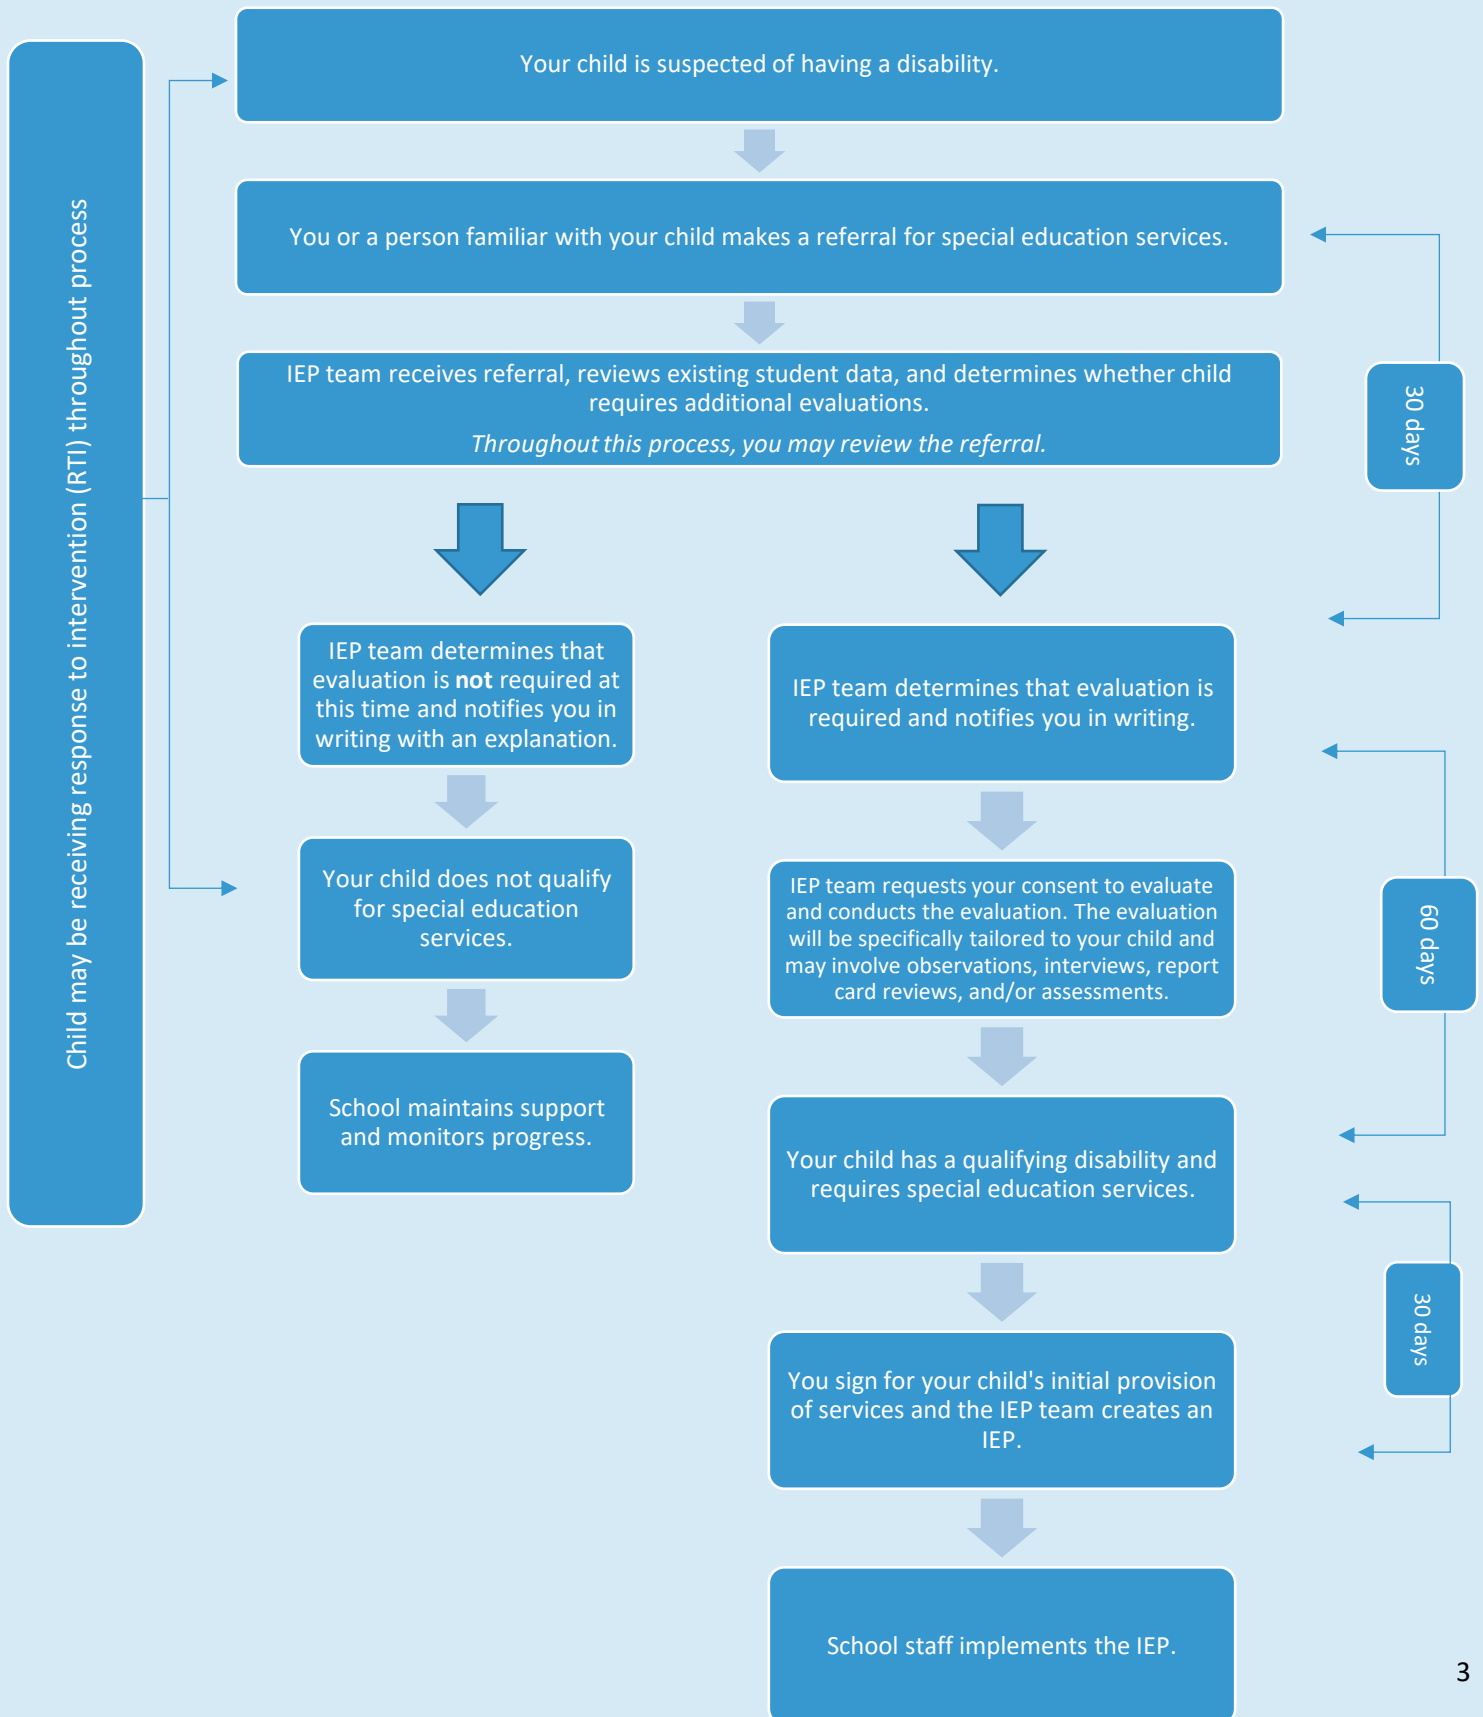 Child may be receiving response to intervention (RTI) throughout process
Your child is suspected of having a disability.
You or a person familiar with your child makes a referral for special education services.
IEP team receives referral, reviews existing student data, and determines whether child
requires additional evaluations.
Throughout this process, you may review the referral.
30 days
IEP team determines that
evaluation is not required at
this time and notifies you in
writing with an explanation.
Your child does not qualify
for special education
services.
School maintains support
and monitors progress.
IEP team determines that evaluation is
required and notifies you in writing.
IEP team requests your consent to evaluate
and conducts the evaluation. The evaluation
will be specifically tailored to your child and
may involve observations, interviews, report
card reviews, and/or assessments.
60 days
Your child has a qualifying disability and
requires special education services.
30 days
You sign for your child's initial provision
of services and the IEP team creates an
IEP.
School staff implements the IEP.
3